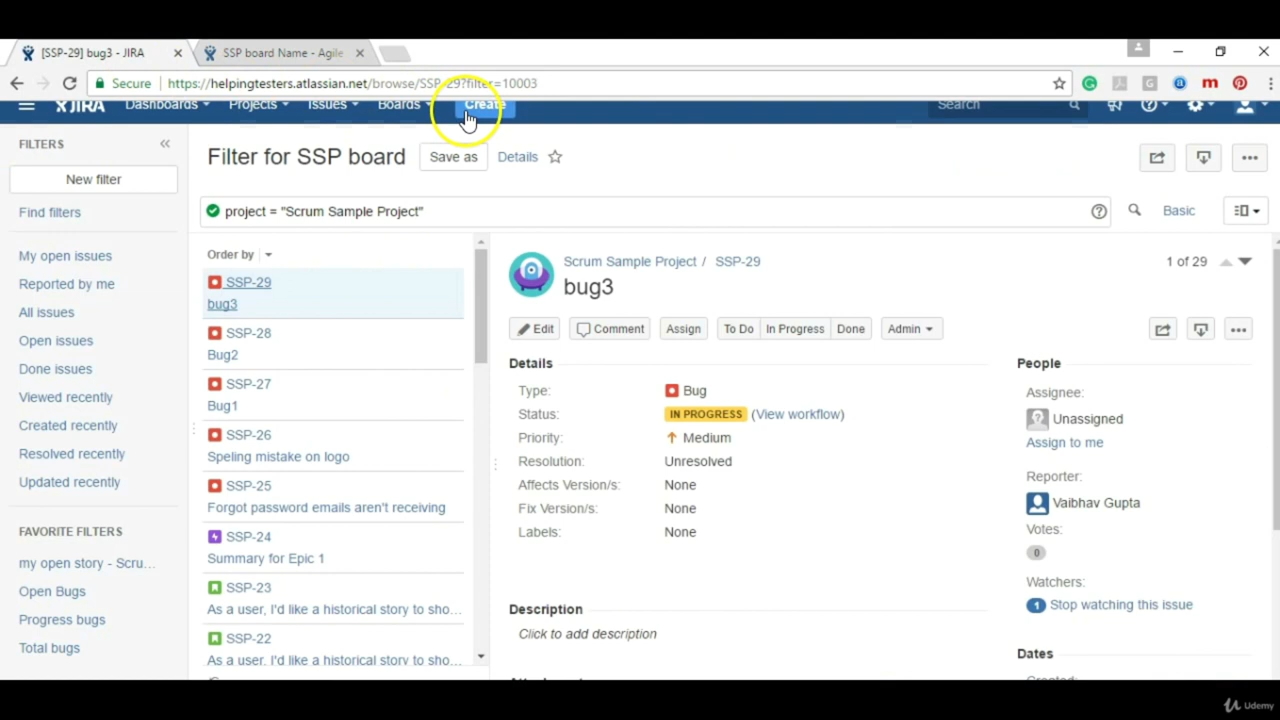 [SSP-29] bug3 - JIRA
SSP board Name - Agile
Secure
https://helpingtesters.atlassian.net/browse/SSP-29?filter=10003
JIRA
Dashboards
Projects
Issues
Boards
Create
Search
FILTERS
New filter
Find filters
My open issues
Reported by me
All issues
Open issues
Done issues
Viewed recently
Created recently
Resolved recently
Updated recently
FAVORITE FILTERS
my open story - Scru...
Open Bugs
Progress bugs
Total bugs
Filter for SSP board
Save as
Details
project = "Scrum Sample Project"
Basic
Order by
SSP-29
bug3
SSP-28
Bug2
SSP-27
Bug1
SSP-26
Speling mistake on logo
SSP-25
Forgot password emails aren't receiving
SSP-24
Summary for Epic 1
SSP-23
As a user, I'd like a historical story to sho...
SSP-22
As a user, I'd like a historical story to sho...
Scrum Sample Project / SSP-29
1 of 29
bug3
Edit
Comment
Assign
To Do
In Progress
Done
Admin
Details
Type: Bug
Status: IN PROGRESS (View workflow)
Priority: Medium
Resolution: Unresolved
Affects Version/s: None
Fix Version/s: None
Labels: None
Description
Click to add description
People
Assignee:
Unassigned
Assign to me
Reporter:
Vaibhav Gupta
Votes:
0
Watchers:
1 Stop watching this issue
Dates
Udemy